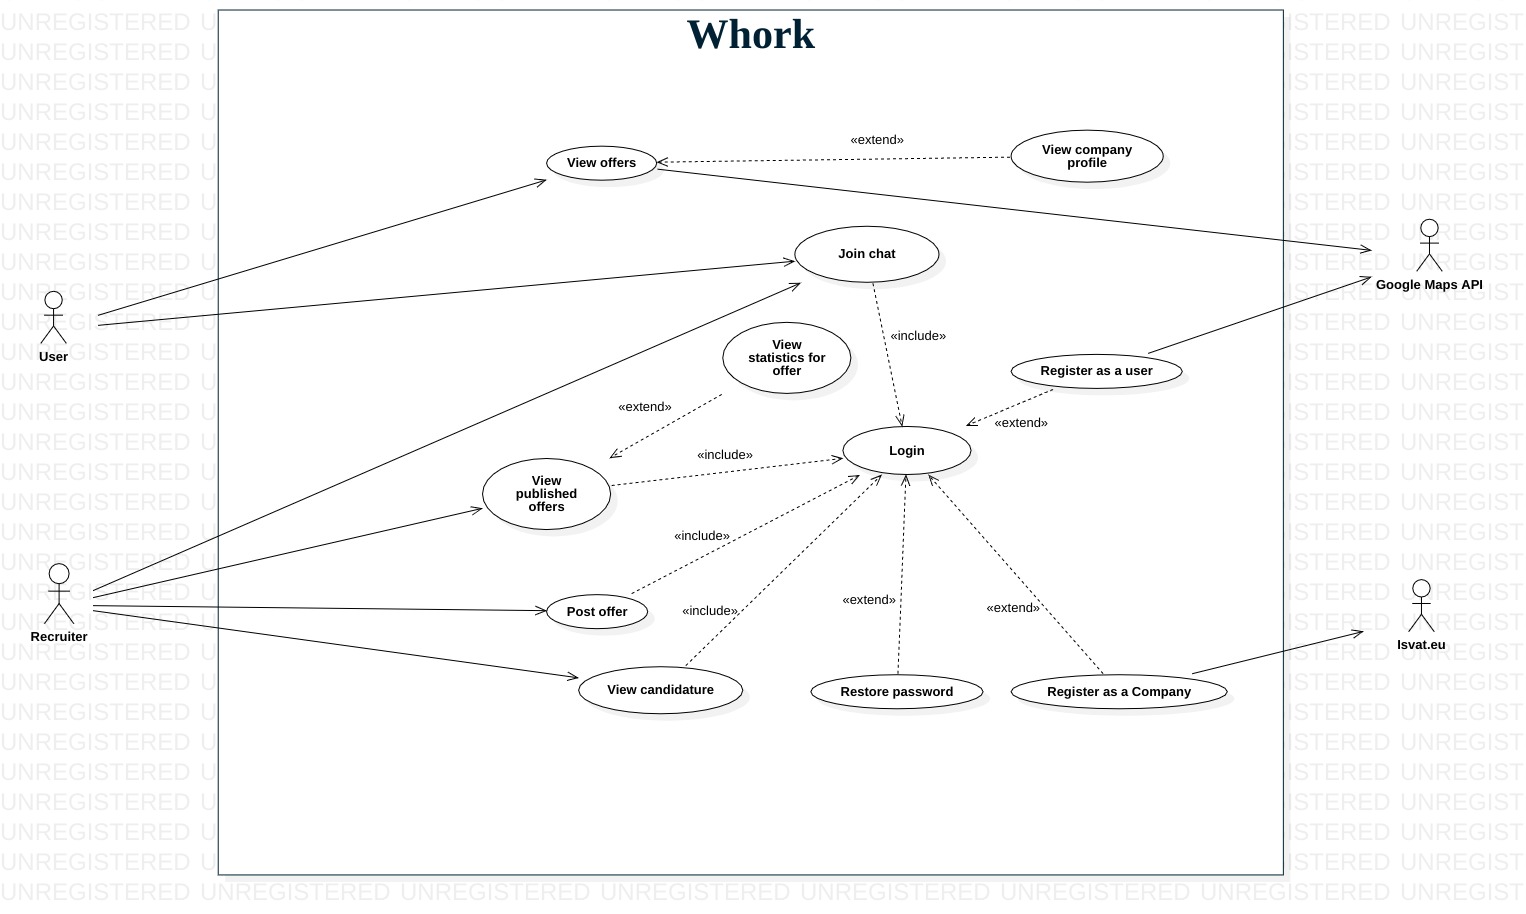 Whork
«extend»
View company
profile
View offers
Join chat
Google Maps API
User
«include»
View
statistics for
offer
Register as a user
«extend»
«extend»
Login
«include»
View
published
offers
«include»
Post offer
«include»
«extend»
«extend»
Recruiter
Isvat.eu
View candidature
Restore password
Register as a Company
UNREGISTERED UNREGISTERED UNREGISTERED UNREGISTERED UNREGISTERED UNREGISTERED UNREGISTERED UNREGIST